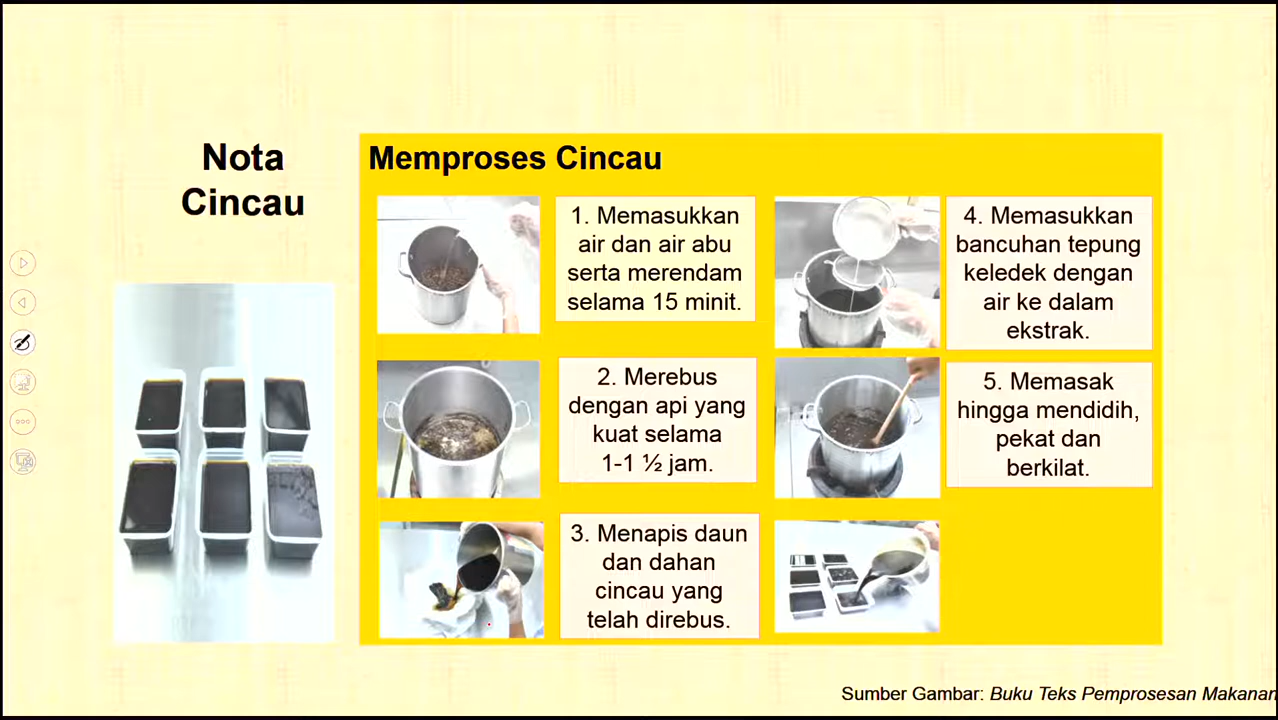 Nota
Cincau
Memproses Cincau
1. Memasukkan
air dan air abu
serta merendam
selama 15 minit.
2. Merebus
dengan api yang
kuat selama
1-1 ½ jam.
3. Menapis daun
dan dahan
cincau yang
telah direbus.
4. Memasukkan
bancuhan tepung
keledek dengan
air ke dalam
ekstrak.
5. Memasak
hingga mendidih,
pekat dan
berkilat.
Sumber Gambar: Buku Teks Pemprosesan Makanan